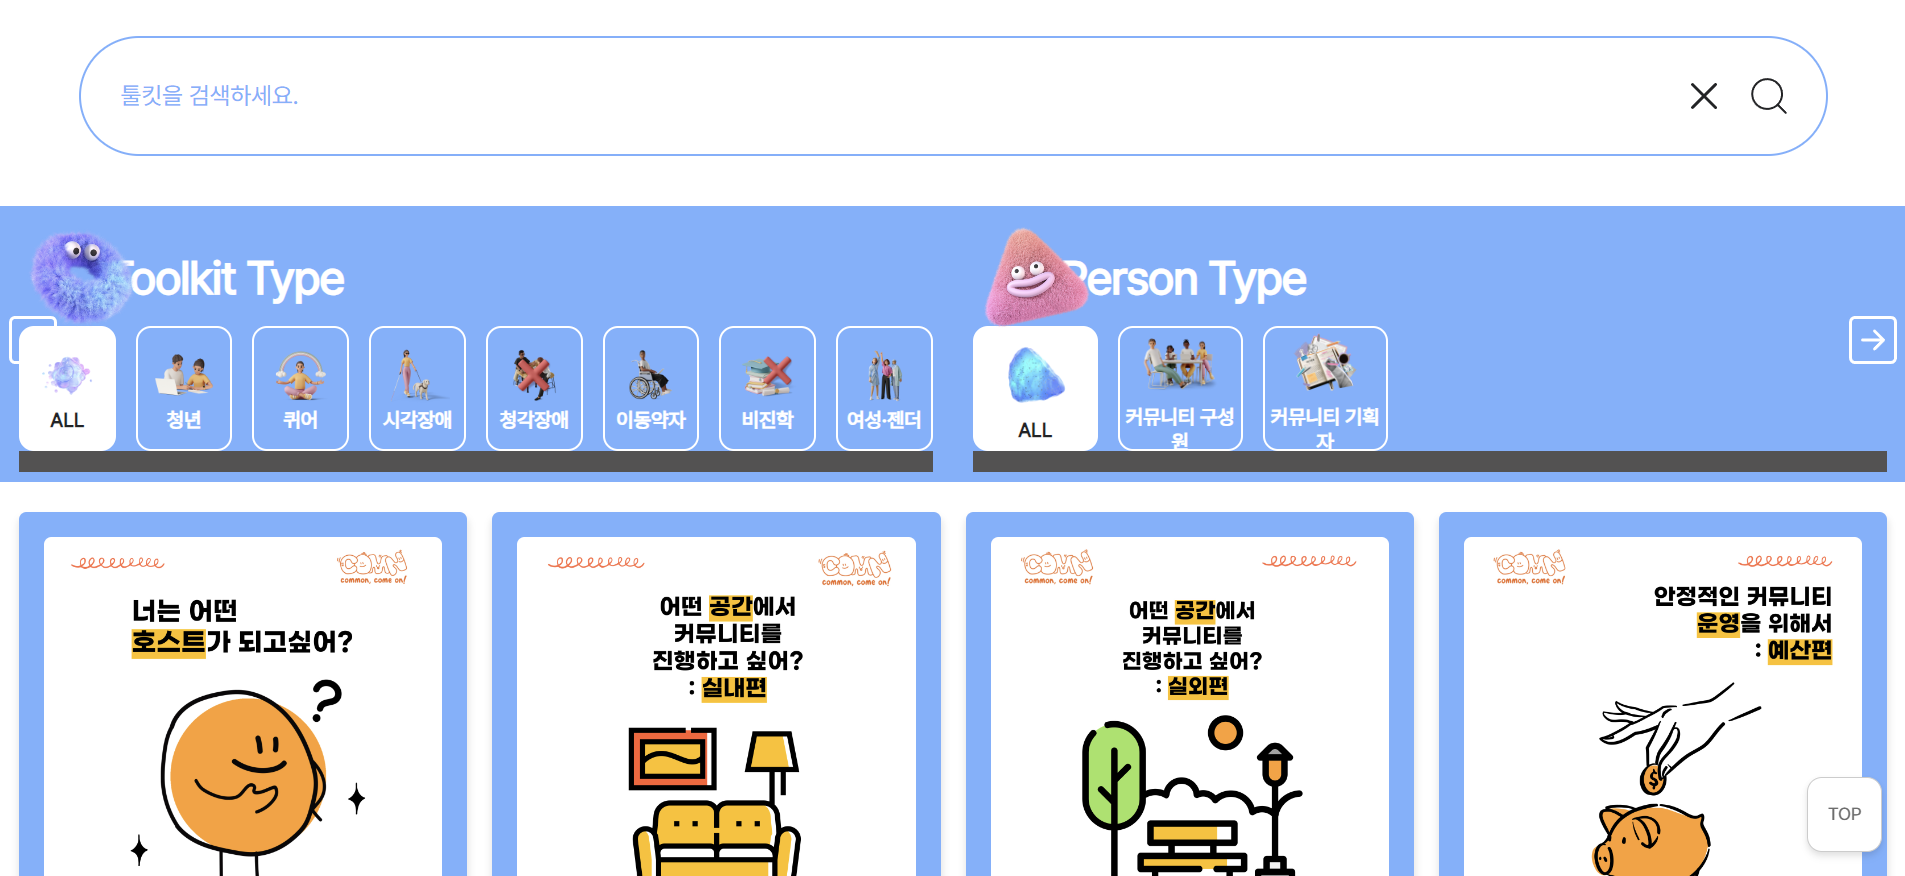 툴킷을 검색하세요.
Toolkit Type
Person Type
ALL
청년
퀴어
시각장애
청각장애
이동약자
비진학
여성·젠더
ALL
커뮤니티 구성
원
커뮤니티 기획
자
COMN
common, come on!
너는 어떤
호스트가 되고싶어?
COMN
common, come on!
어떤 공간에서
커뮤니티를
진행하고 싶어?
: 실내편
COMN
common, come on!
어떤 공간에서
커뮤니티를
진행하고 싶어?
: 실외편
COMN
common, come on!
안정적인 커뮤니티
운영을 위해서
: 예산편
$
TOP